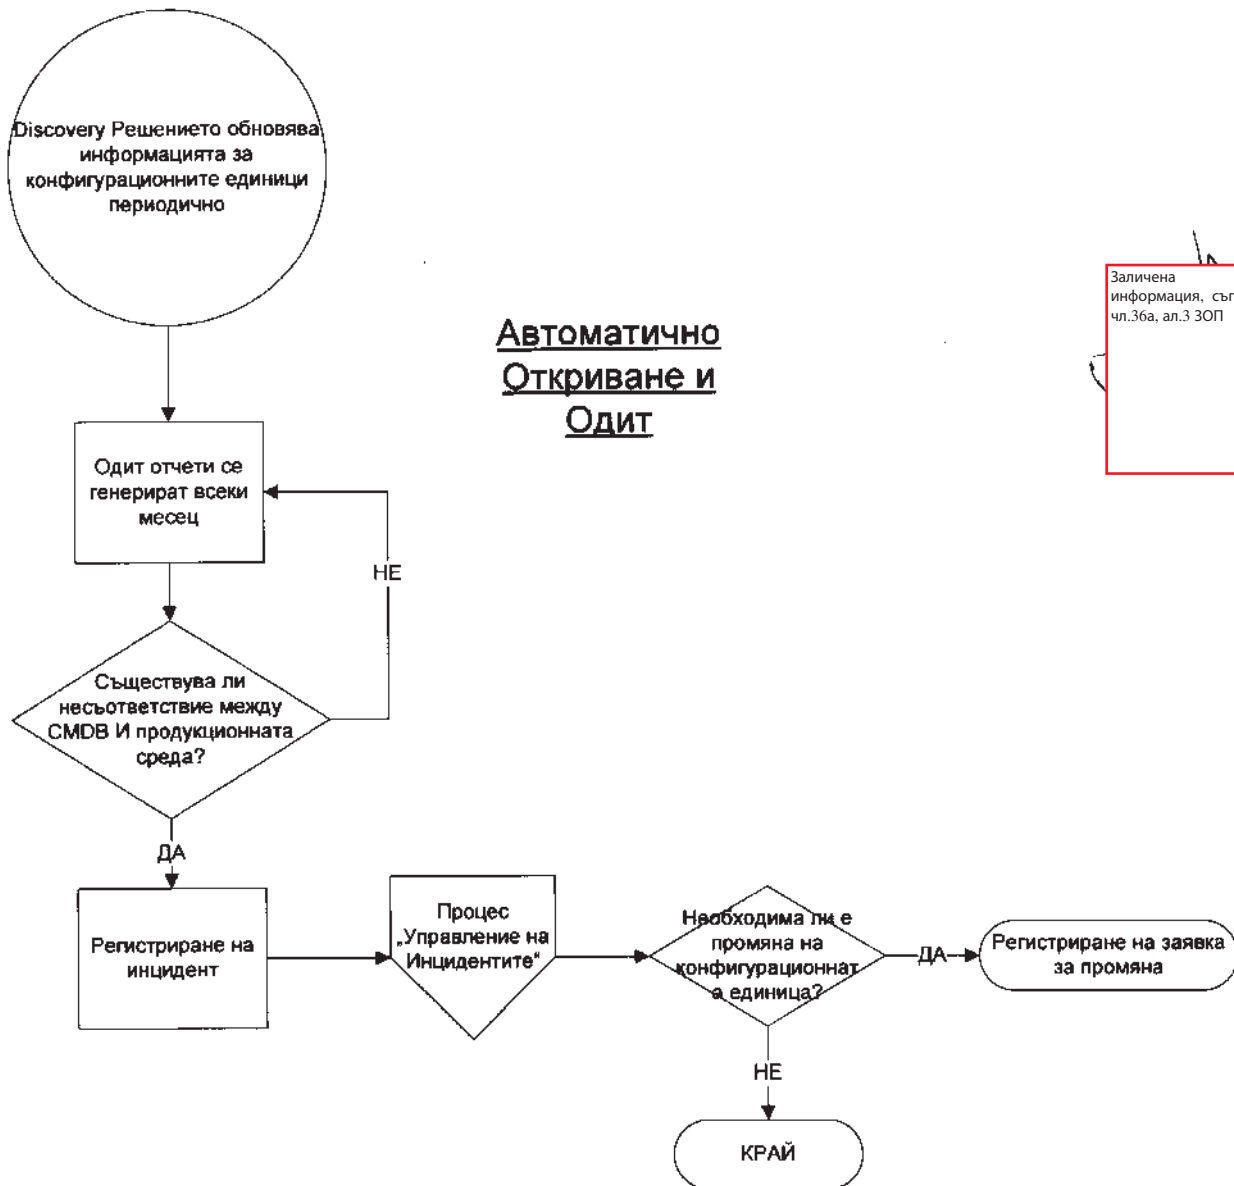 Discovery Решението обновява
информацията за
конфигурационните единици
периодично
Автоматично
Откриване и
Одит
Заличена
информация, съг
чл.36а, ал.3 ЗОП
Одит отчети се
генерират всеки
месец
НЕ
Съществува ли
несъответствие между
CMDB И продукционната
среда?
ДА
Регистриране на
инцидент
Процес
„Управление на
Инцидентите“
Необходима ли е
промяна на
конфигурационнат
а единица?
ДА
Регистриране на заявка
за промяна
НЕ
КРАЙ